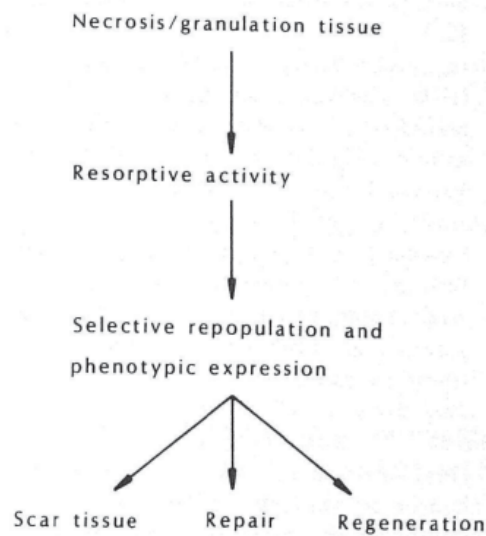 Necrosis/granulation tissue
Resorptive activity
Selective repopulation and
phenotypic expression
Scar tissue Repair Regeneration